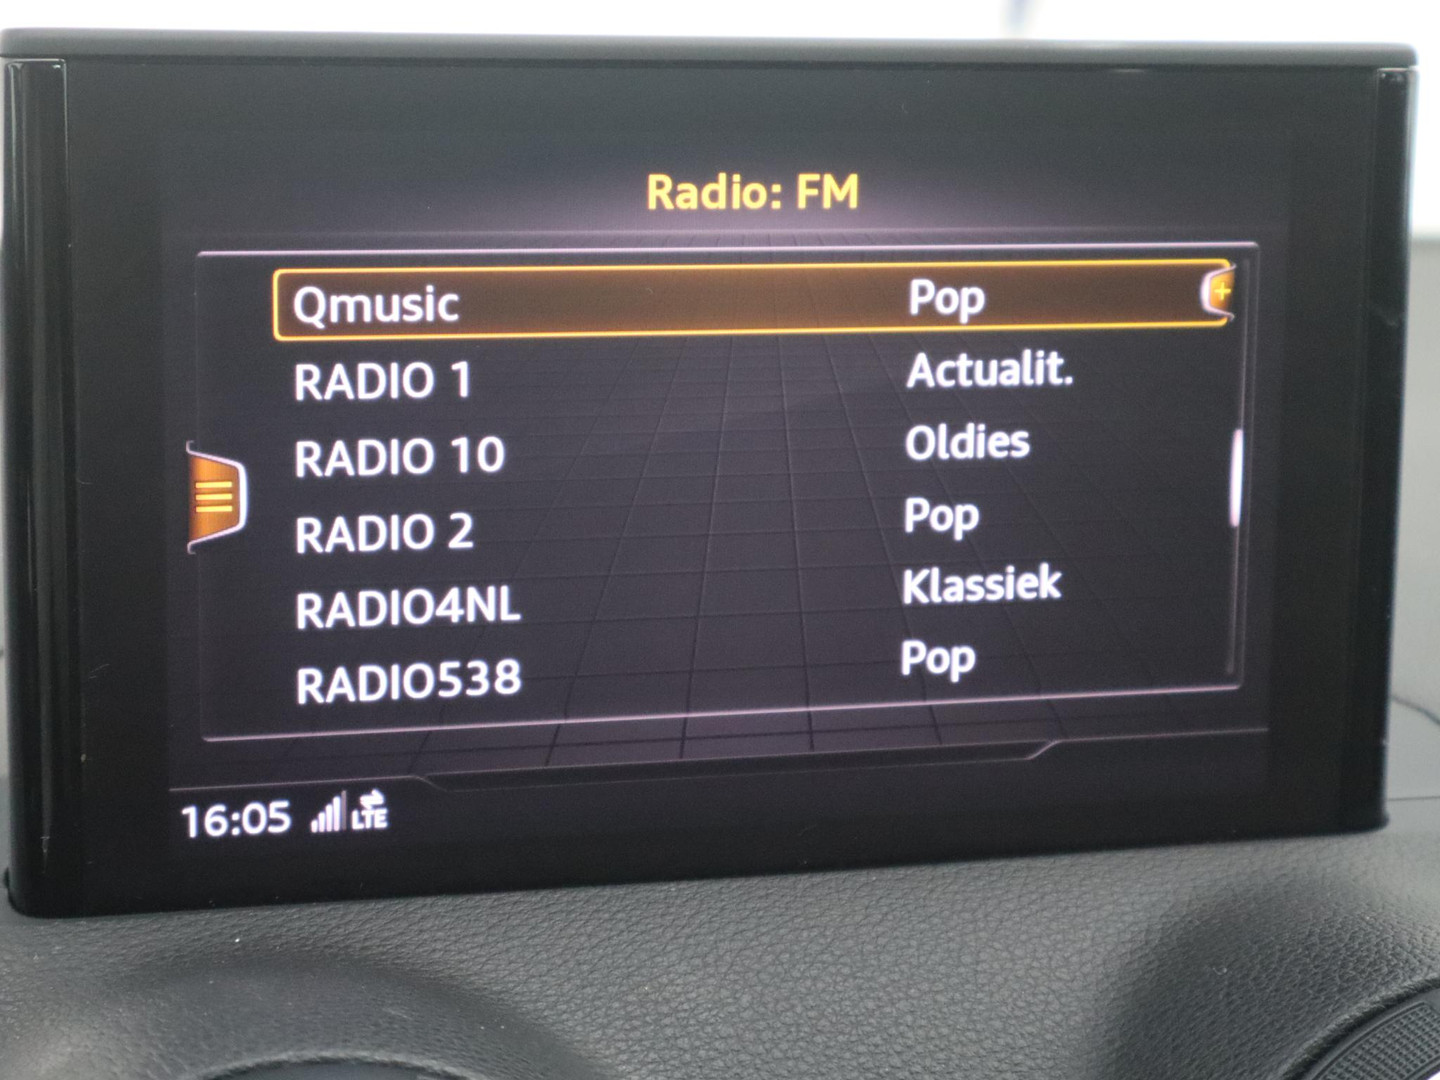 Radio: FM
Qmusic Pop
RADIO 1 Actualit.
RADIO 10 Oldies
RADIO 2 Pop
RADIO4NL Klassiek
RADIO538 Pop
16:05 LTE